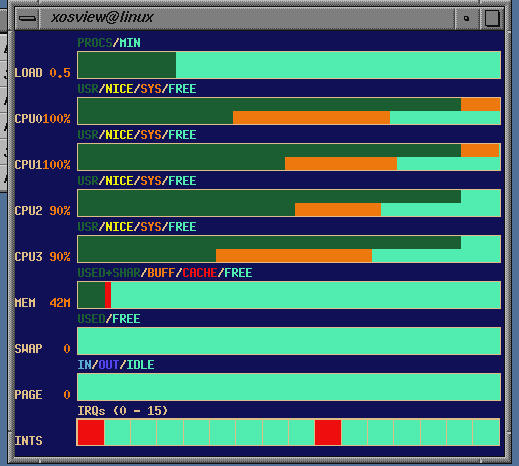 xosview@linux
PROCS/MIN
LOAD 0.5
USR/NICE/SYS/FREE
CPU0100%
USR/NICE/SYS/FREE
CPU1100%
USR/NICE/SYS/FREE
CPU2 90%
USR/NICE/SYS/FREE
CPU3 90%
USED+SHAR/BUFF/CACHE/FREE
MEM 42M
USED/FREE
SWAP 0
IN/OUT/IDLE
PAGE 0
IRQs (0 - 15)
INTS